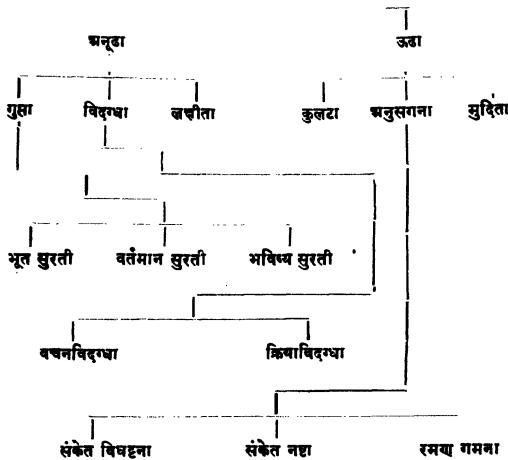 अनूढा ऊढा
गुप्ता विदग्धा लक्षीता कुलटा अनुसगना मुदिता
भूत सुरती वर्तमान सुरती भविष्य सुरती
वचनविदग्धा क्रियाविदग्धा
संकेत विघट्टना संकेत नष्टा रमण गमना